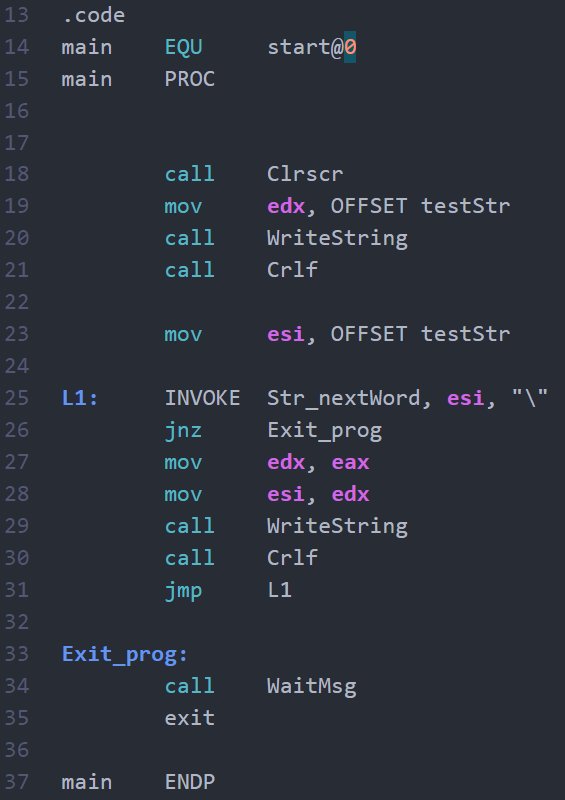 13 .code
14 main EQU start@0
15 main PROC
16
17
18 call Clrscr
19 mov edx, OFFSET testStr
20 call WriteString
21 call Crlf
22
23 mov esi, OFFSET testStr
24
25 L1: INVOKE Str_nextWord, esi, "\"
26 jnz Exit_prog
27 mov edx, eax
28 mov esi, edx
29 call WriteString
30 call Crlf
31 jmp L1
32
33 Exit_prog:
34 call WaitMsg
35 exit
36
37 main ENDP